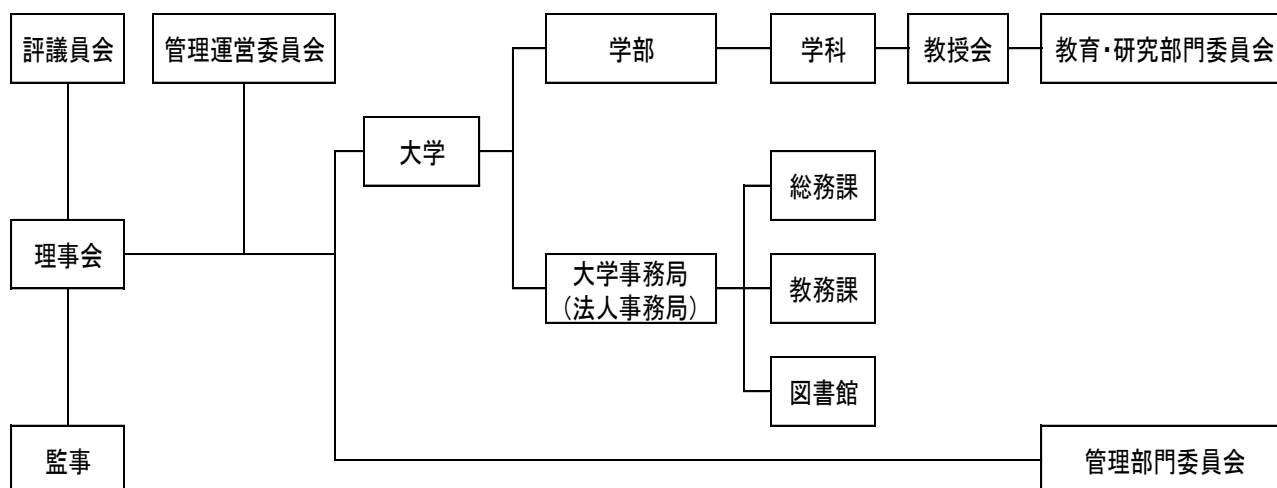 評議員会
管理運営委員会
学部
学科
教授会
教育・研究部門委員会
大学
総務課
理事会
大学事務局
（法人事務局）
教務課
図書館
監事
管理部門委員会